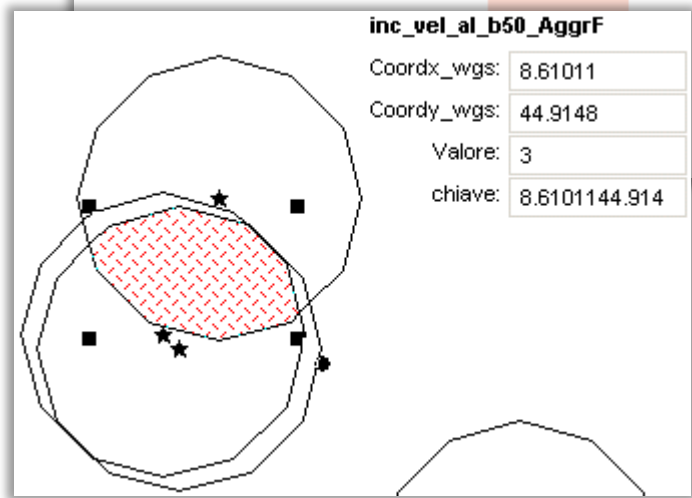 inc_vel_al_b50_AggrF
Coordx_wgs: 8.61011
Coordy_wgs: 44.9148
Valore: 3
chiave: 8.6101144.914